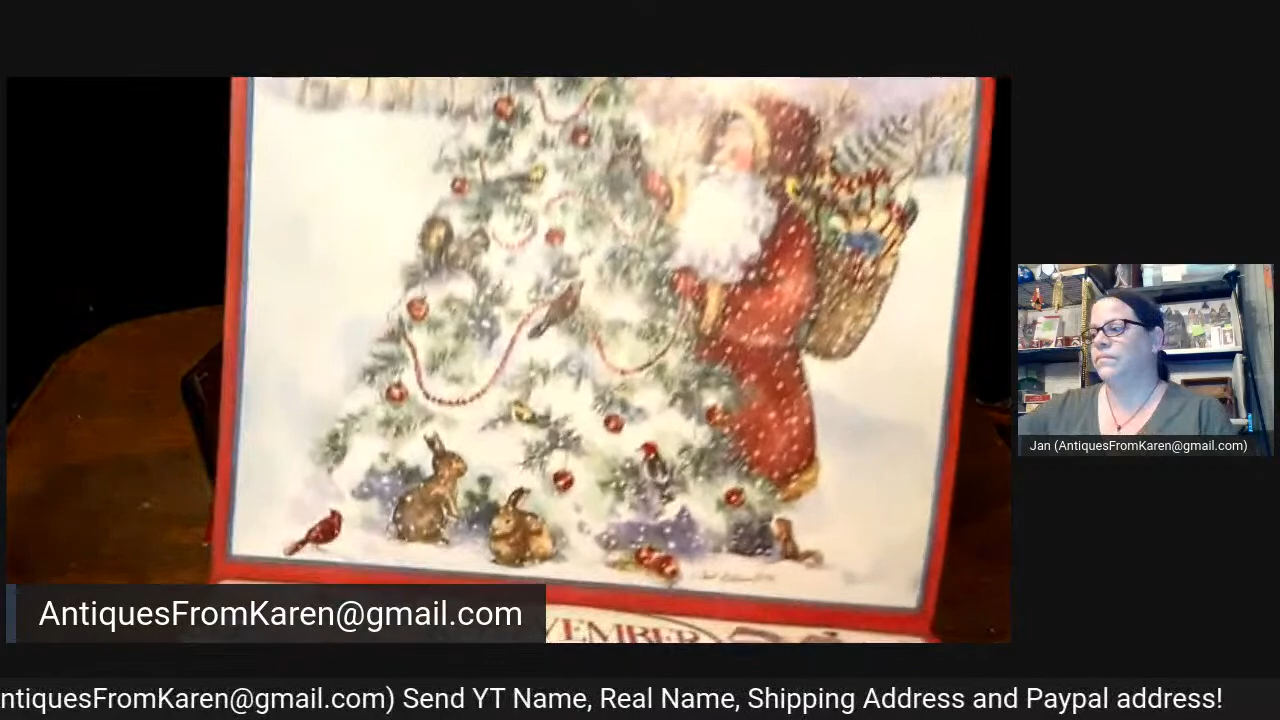 AntiquesFromKaren@gmail.com
VEMBER
Jan (AntiquesFromKaren@gmail.com)
ntiquesFromKaren@gmail.com) Send YT Name, Real Name, Shipping Address and Paypal address!